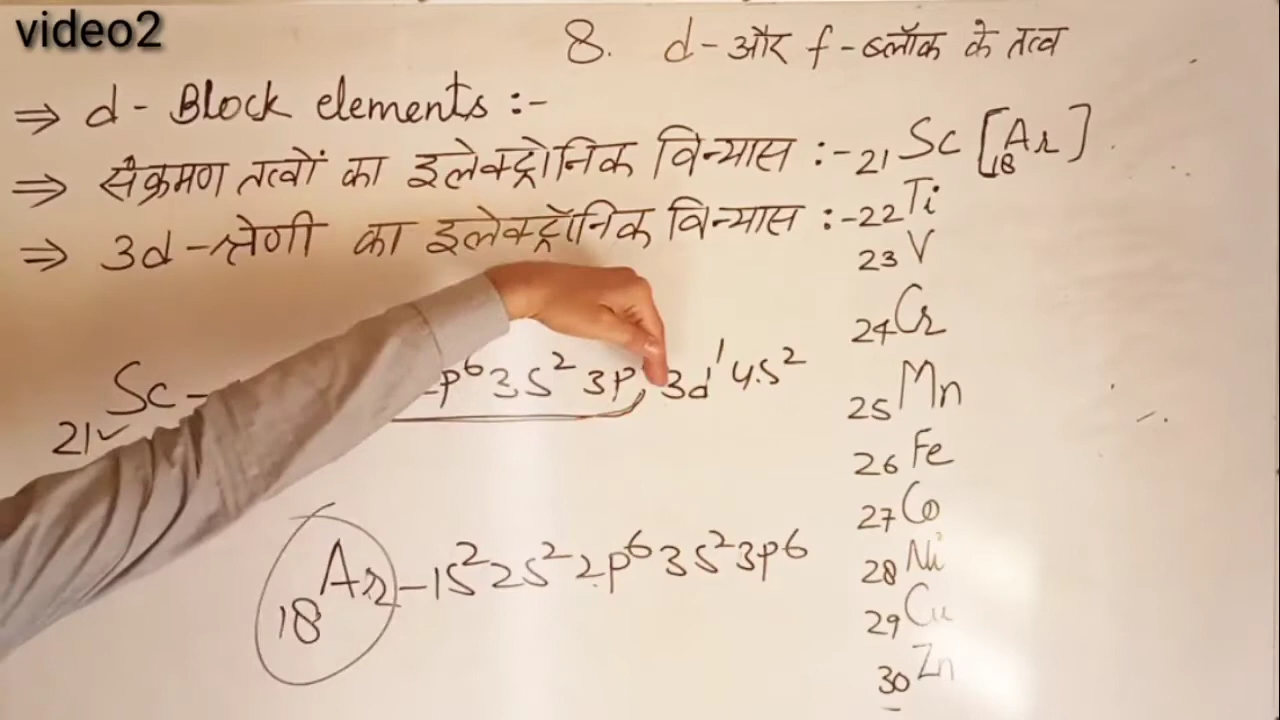 video2
8. d-और f-ब्लॉक के तत्व
⇒ d- Block elements :-
⇒ संक्रमण तत्वों का इलेक्ट्रोनिक विन्यास :- 21Sc [18Ar]
⇒ 3d-श्रेणी का इलेक्ट्रॉनिक विन्यास :- 22Ti
23V
24Cr
21Sc - p⁶ 3s² 3p 3d¹ 4s²
25Mn
26Fe
27Co
18Ar - 1s² 2s² 2p⁶ 3s² 3p⁶
28Ni
29Cu
30Zn